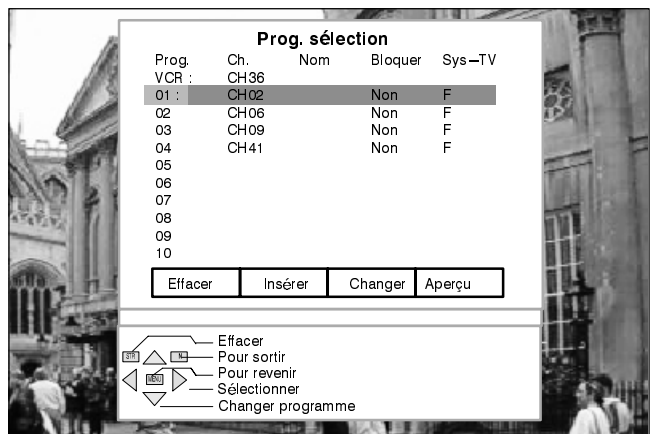 Prog. sélection
Prog. Ch. Nom Bloquer Sys–TV
VCR : CH36
01 : CH02 Non F
02 CH06 Non F
03 CH09 Non F
04 CH41 Non F
05
06
07
08
09
10
Effacer Insérer Changer Aperçu
Effacer
STR N Pour sortir
Pour revenir
MENU Sélectionner
Changer programme